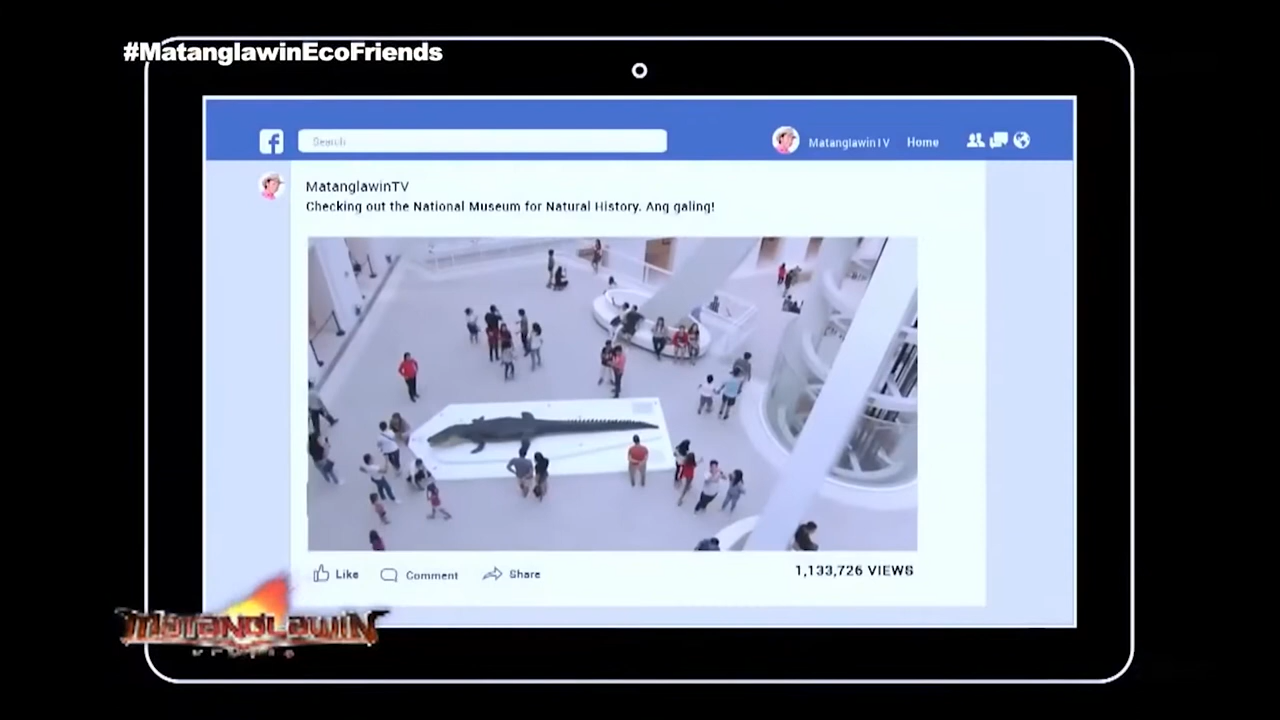 #MatanglawinEcoFriends
Search
MatanglawinTV Home
MatanglawinTV
Checking out the National Museum for Natural History. Ang galing!
Like Comment Share
1,133,726 VIEWS
MATANGLAWIN